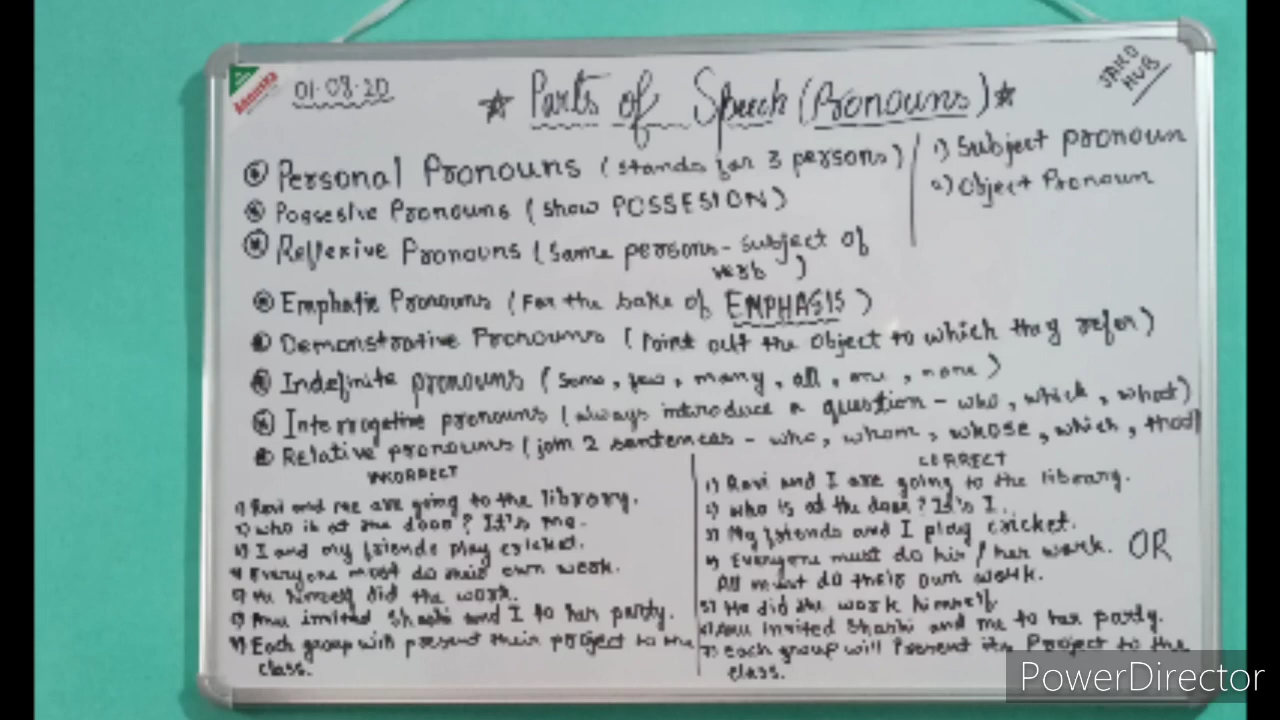 01.08.20
☆ Parts of Speech (Pronouns) ☆
JARO HUB
Personal Pronouns (stands for 3 persons)
1) Subject pronoun
2) Object Pronoun
Possesive Pronouns (show POSSESION)
Reflexive Pronouns (same persons - subject of
verb)
Emphatic Pronouns (For the sake of EMPHASIS)
Demonstrative Pronouns (Point out the object to which they refer)
Indefinite pronouns (some, few, many, all, one, none)
Interrogative pronouns (always introduce a question - who, which, what)
Relative pronouns (join 2 sentences - who, whom, whose, which, that)
INCORRECT
1) Ravi and me are going to the library.
2) who is at the door? It's me.
3) I and my friends play cricket.
4) Everyone must do their own work.
5) He himself did the work.
6) Anu invited Shashi and I to her party.
7) Each group will present their project to the
class.
CORRECT
1) Ravi and I are going to the library.
2) who is at the door? It's I.
3) My friends and I play cricket.
4) Everyone must do his / her work. OR
All must do their own work.
5) He did the work himself.
6) Anu Invited Shashi and me to her party.
7) Each group will Present its Project to the
class.
PowerDirector